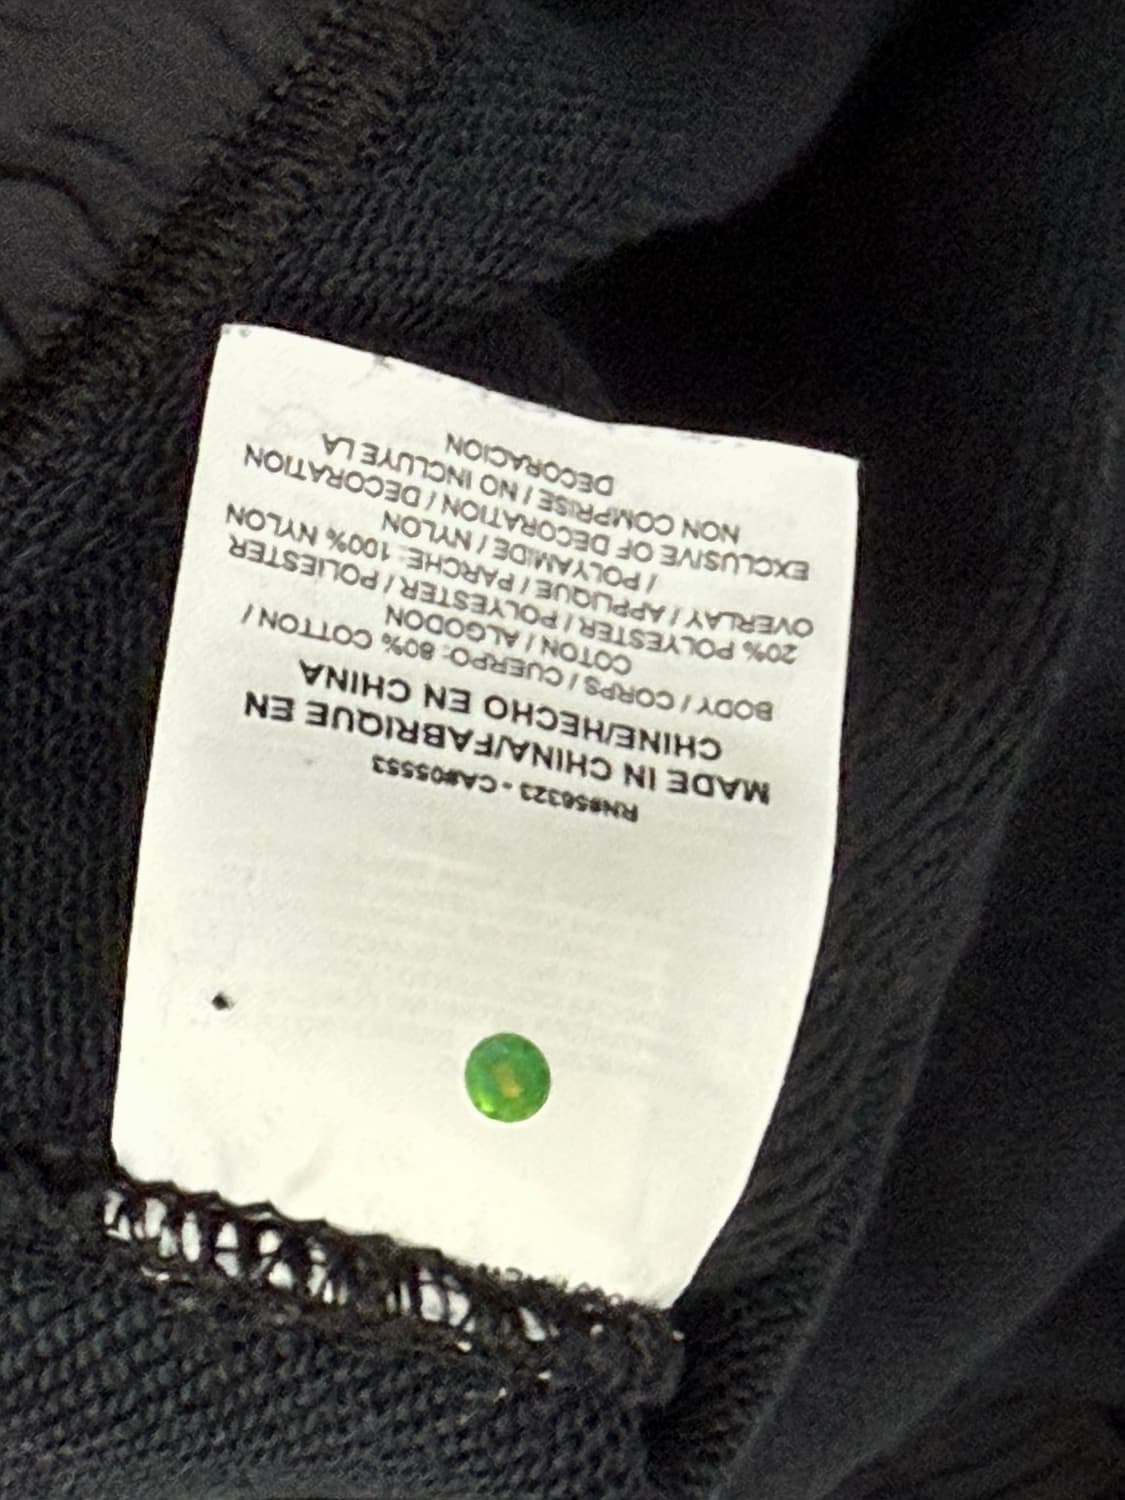 RN#56323 - CA#05553
MADE IN CHINA/FABRIQUE EN
CHINE/HECHO EN CHINA
BODY / CORPS / CUERPO: 80% COTTON /
COTON / ALGODON
20% POLYESTER / POLYESTER / POLIESTER
OVERLAY / APPLIQUE / PARCHE: 100% NYLON
/ POLYAMIDE / NYLON
EXCLUSIVE OF DECORATION / DECORATION
NON COMPRISE / NO INCLUYE LA
DECORACION